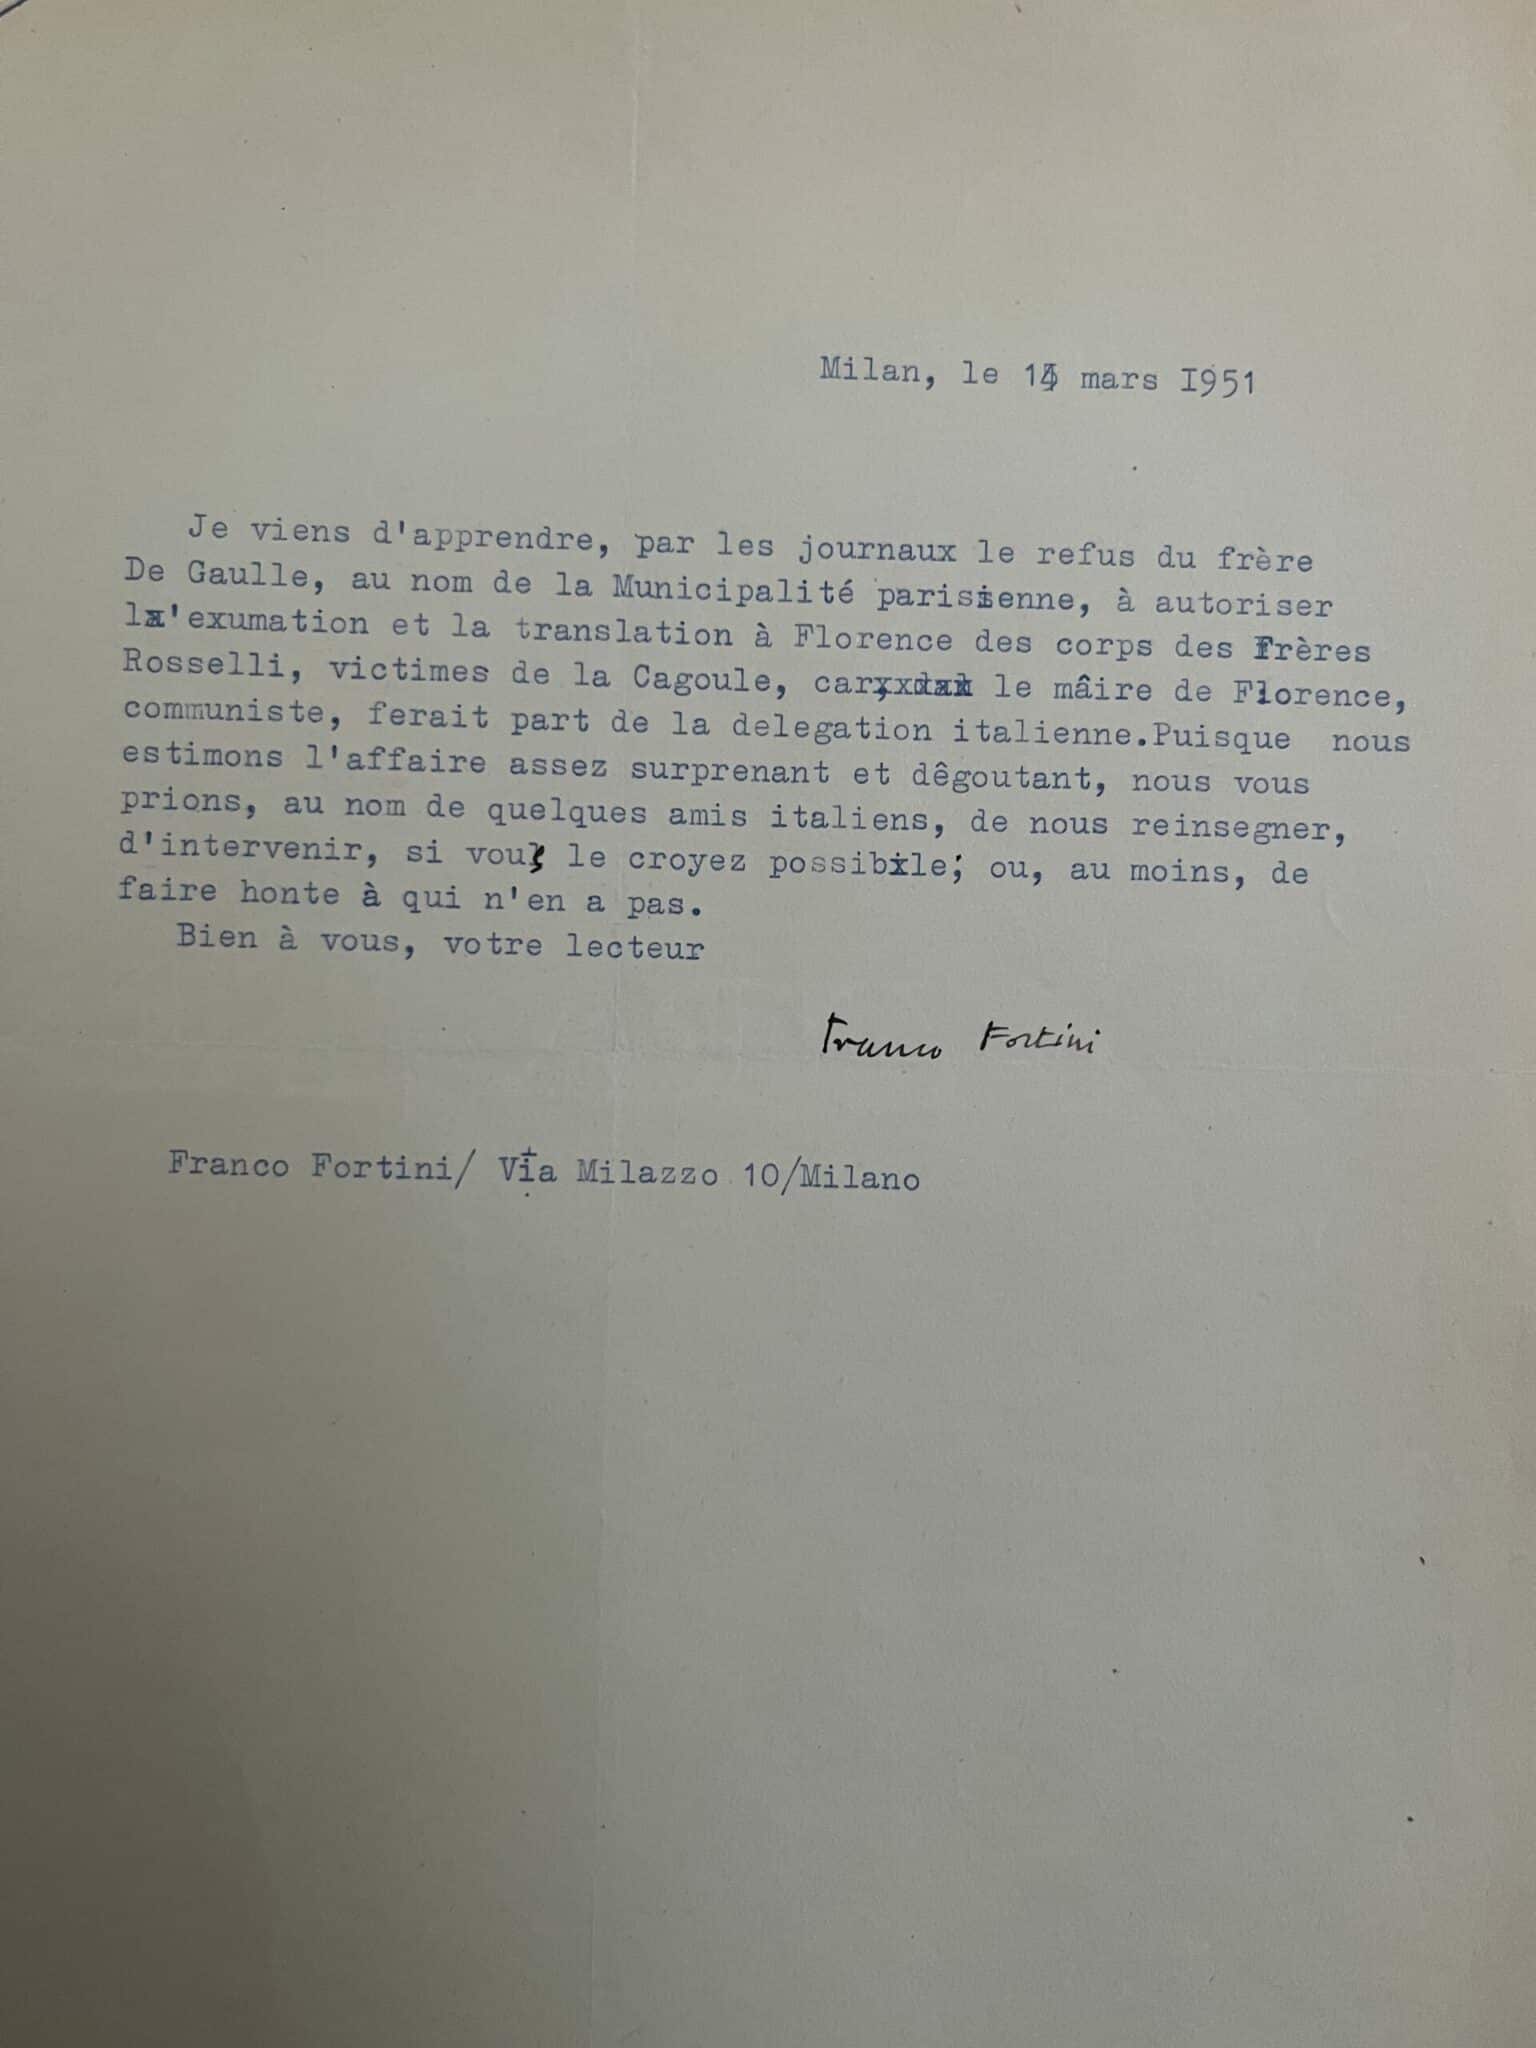 Milan, le 14 mars I951
Je viens d'apprendre, par les journaux le refus du frère
De Gaulle, au nom de la Municipalité parisienne, à autoriser
l'exumation et la translation à Florence des corps des frères
Rosselli, victimes de la Cagoule, car le mâire de Florence,
communiste, ferait part de la delegation italienne.Puisque nous
estimons l'affaire assez surprenant et dêgoutant, nous vous
prions, au nom de quelques amis italiens, de nous reinsegner,
d'intervenir, si vous le croyez possible; ou, au moins, de
faire honte à qui n'en a pas.
Bien à vous, votre lecteur
Franco Fortini
Franco Fortini/ Via Milazzo 10/Milano